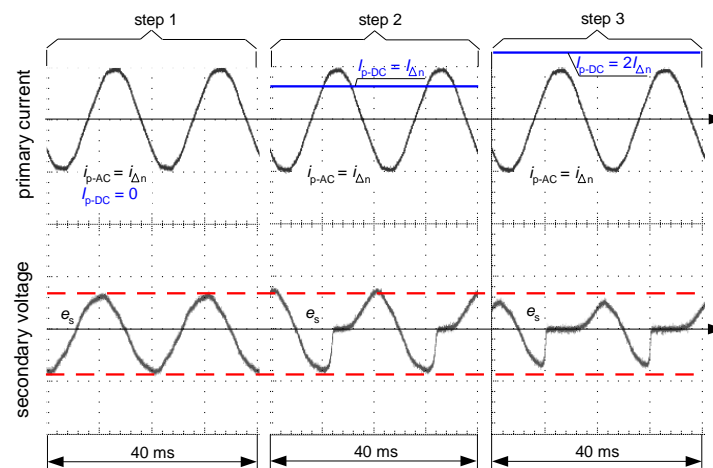 step 1
step 2
step 3
primary current
i_p-AC = i_Δn
I_p-DC = 0
I_p-DC = I_Δn
i_p-AC = i_Δn
I_p-DC = 2I_Δn
i_p-AC = i_Δn
secondary voltage
e_s
e_s
e_s
40 ms
40 ms
40 ms